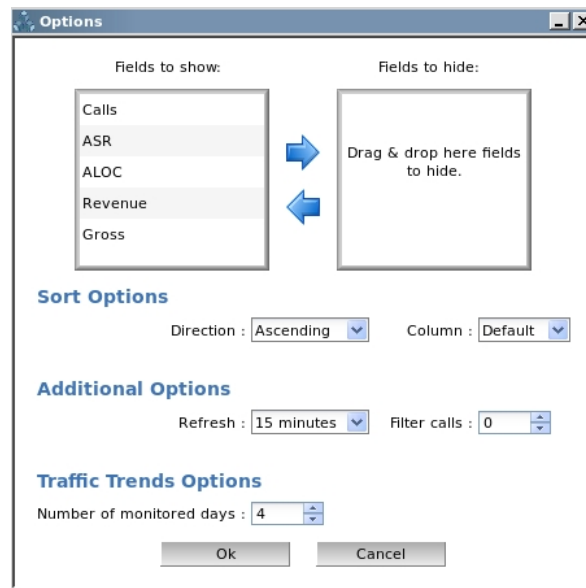 Options
Fields to show:
Fields to hide:
Calls
ASR
ALOC
Revenue
Gross
Drag & drop here fields
to hide.
Sort Options
Direction : Ascending
Column : Default
Additional Options
Refresh : 15 minutes
Filter calls : 0
Traffic Trends Options
Number of monitored days : 4
Ok
Cancel